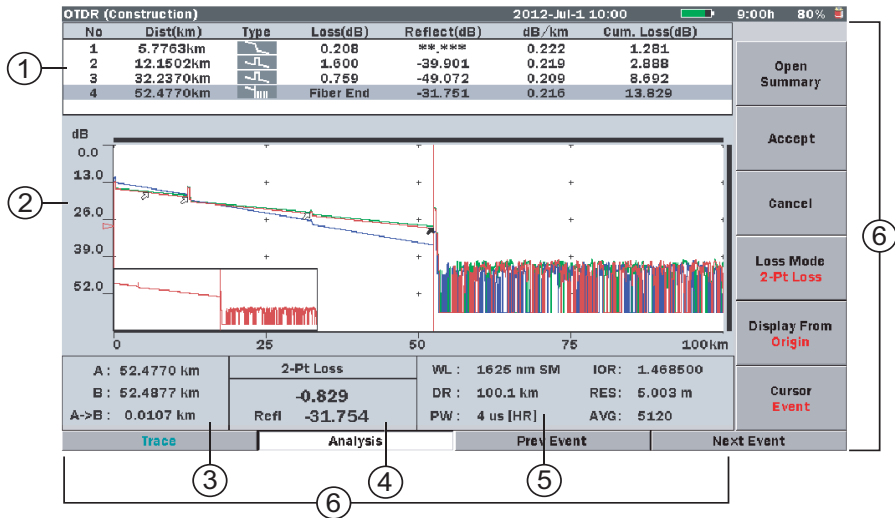 OTDR (Construction) 2012-Jul-1 10:00 9:00h 80%
No Dist(km) Type Loss(dB) Reflect(dB) dB/km Cum. Loss(dB)
1 5.7763km 0.208 **.*** 0.222 1.281
2 12.1502km 1.600 -39.901 0.219 2.888
3 32.2370km 0.759 -49.072 0.209 8.692
4 52.4770km Fiber End -31.751 0.216 13.829
1
dB
0.0
13.0
2
26.0
39.0
52.0
0 25 50 75 100km
Open
Summary
Accept
Cancel
6
Loss Mode
2-Pt Loss
Display From
Origin
Cursor
Event
A: 52.4770 km
B: 52.4877 km
A->B: 0.0107 km
2-Pt Loss
-0.829
Refl -31.754
WL: 1625 nm SM IOR: 1.468500
DR: 100.1 km RES: 5.003 m
PW: 4 us [HR] AVG: 5120
Trace Analysis Prev Event Next Event
3 4 5
6